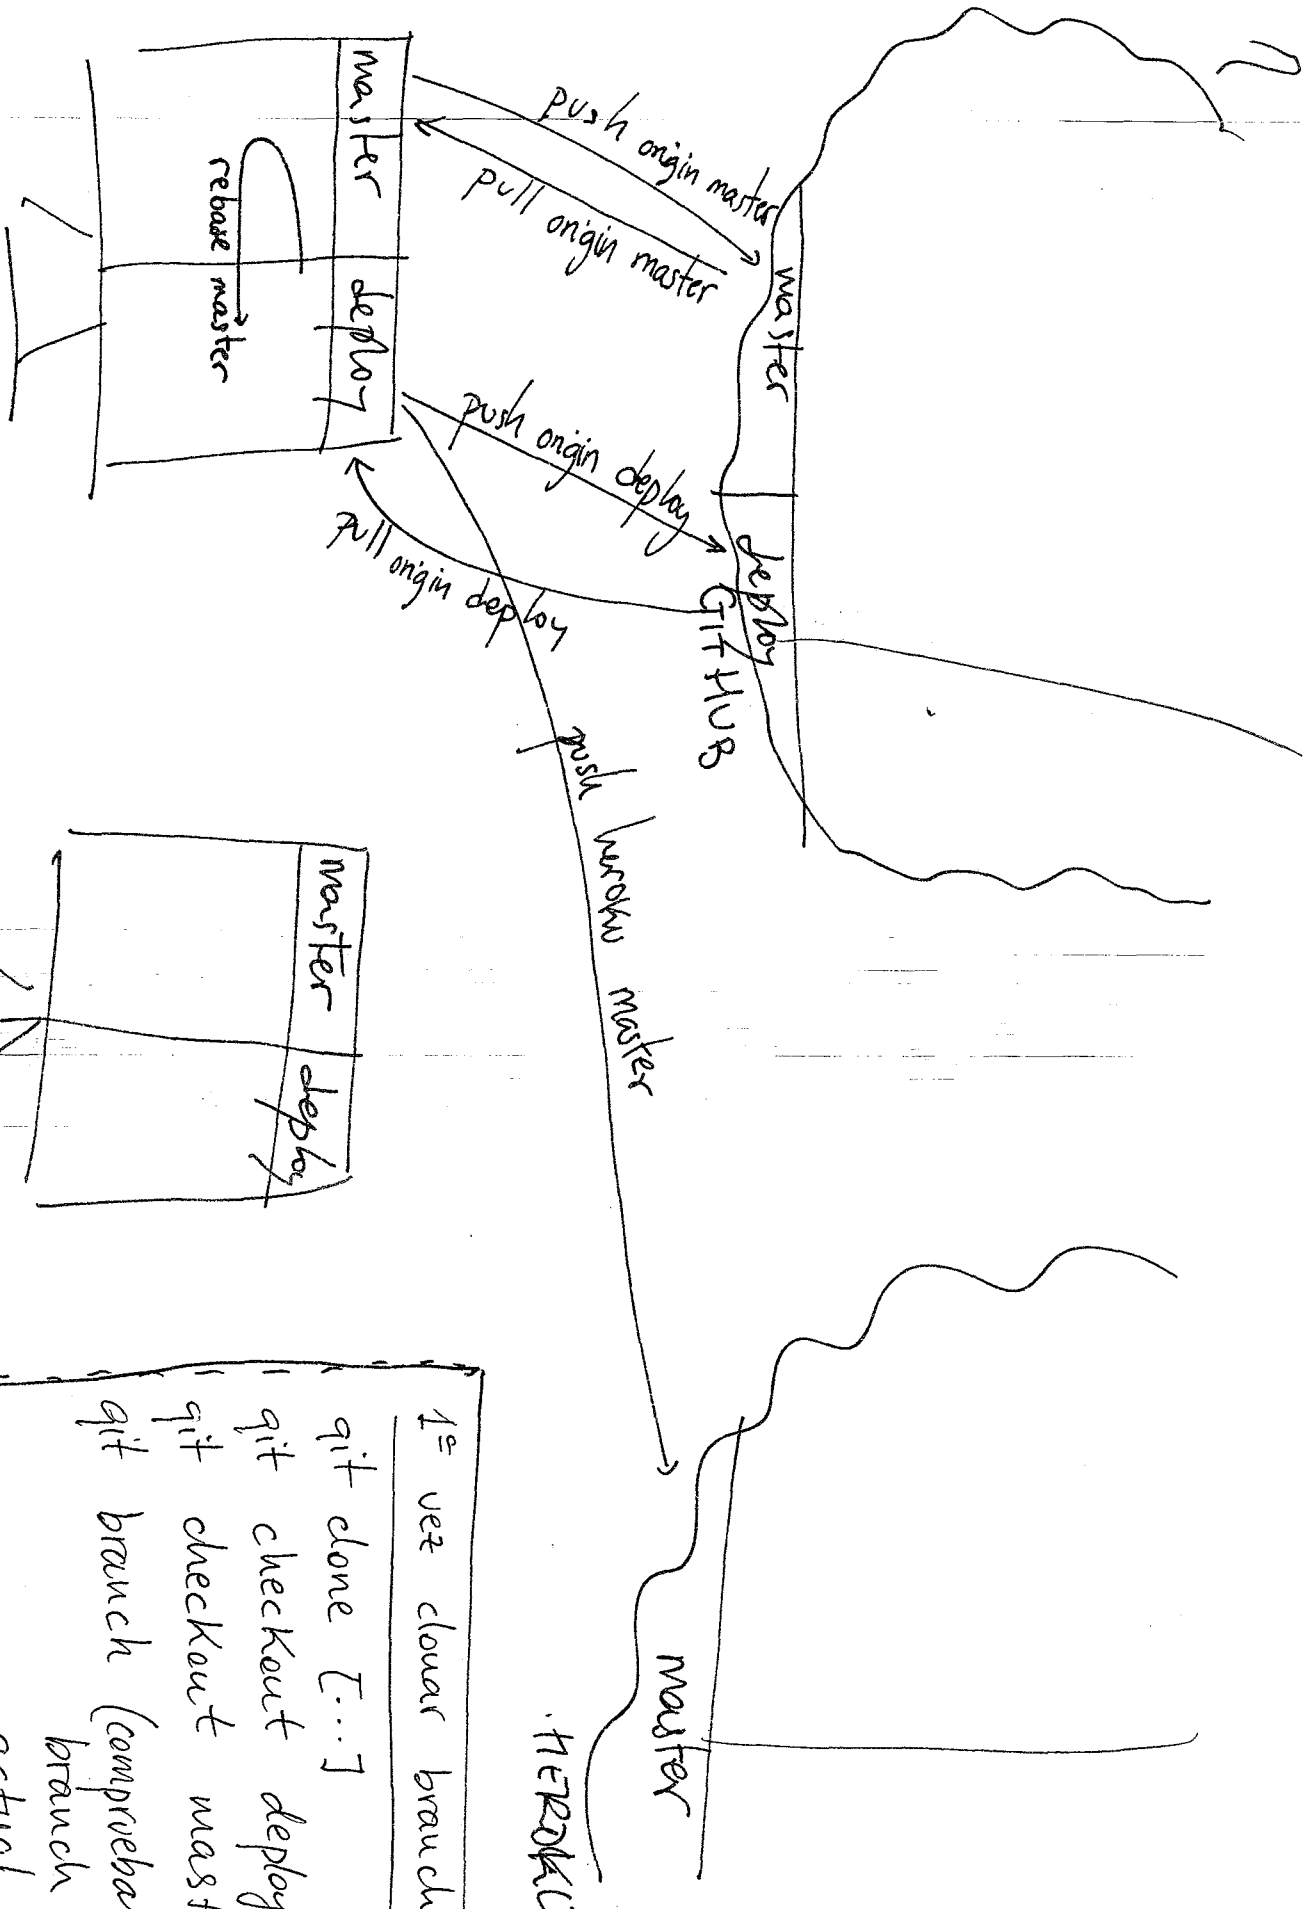 master
deploy
GITHUB
master
.HEROKU
push origin master
pull origin master
push origin deploy
pull origin deploy
push heroku master
master
deploy
rebase master
master
deploy
1ª vez clonar branch
git clone [...]
git checkout deploy
git checkout mast
git branch (comprueba
branch
actual